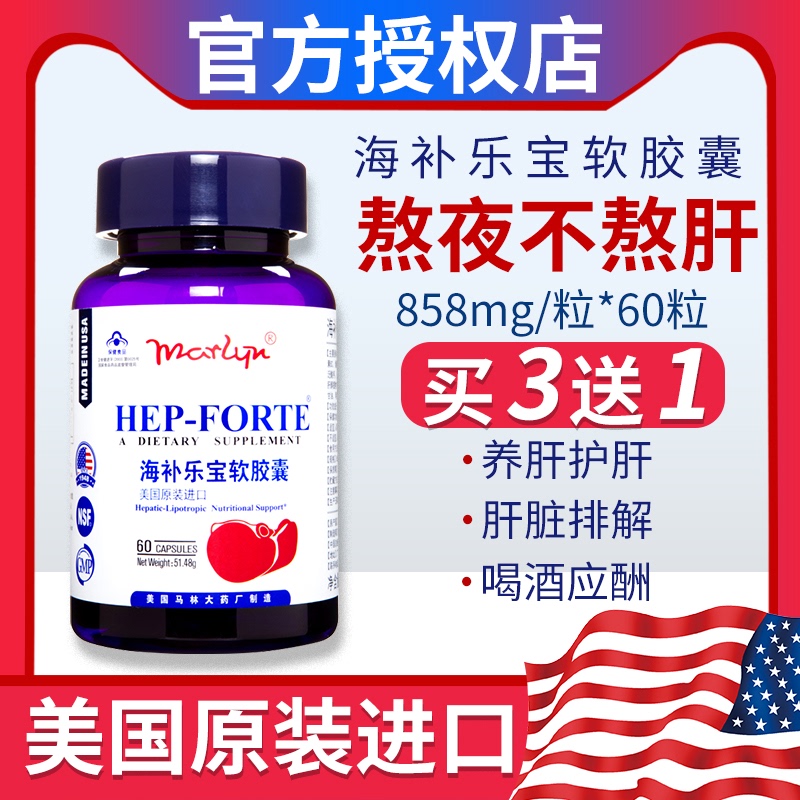 官方授权店
海补乐宝软胶囊
熬夜不熬肝
858mg/粒*60粒
买3送1
·养肝护肝
·肝脏排解
·喝酒应酬
MADE IN USA
保健食品
marlyn®
HEP-FORTE®
A DIETARY SUPPLEMENT
海补乐宝软胶囊
美国原装进口
Hepatic-Lipotropic Nutritional Support*
NSF
GMP
60 CAPSULES
Net Weight:51.48g
美国马林大药厂制造
美国原装进口